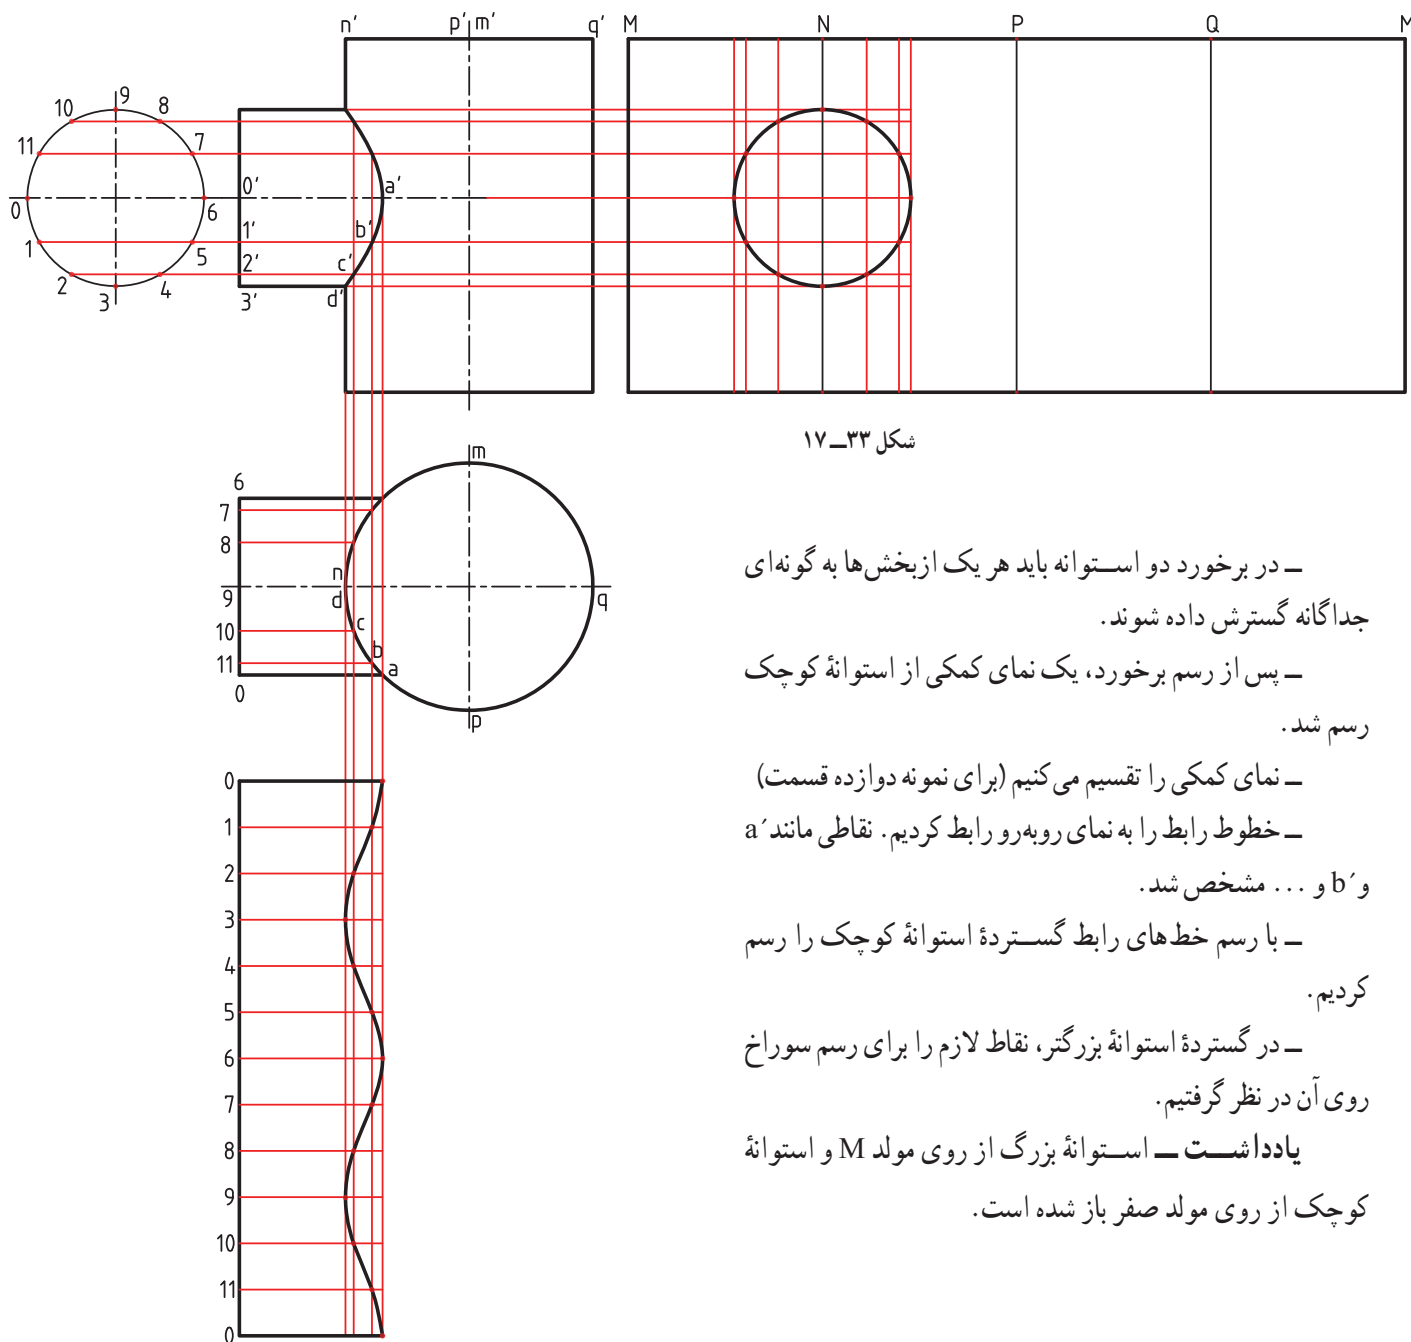 n′ p′ m′ q′ M N P Q M
9
10 8
11 7
0′ a′
0 6
1′ b′
1 5
2′ c′
2 4
3 3′ d′
شکل ۳۳ــ۱۷
m
6
7
8
n
9 d q
10 c
11 b
a
0
p
0
1
2
3
4
5
6
7
8
9
10
11
0
ــ در برخورد دو استوانه باید هر یک ازبخش‌ها به گونه‌ای
جداگانه گسترش داده شوند.
ــ پس از رسم برخورد، یک نمای کمکی از استوانهٔ کوچک
رسم شد.
ــ نمای کمکی را تقسیم می‌کنیم (برای نمونه دوازده قسمت)
ــ خطوط رابط را به نمای روبه‌رو رابط کردیم. نقاطی مانند a′
و b′ و ... مشخص شد.
ــ با رسم خط‌های رابط گستردهٔ استوانهٔ کوچک را رسم
کردیم.
ــ در گستردهٔ استوانهٔ بزرگتر، نقاط لازم را برای رسم سوراخ
روی آن در نظر گرفتیم.
یادداشت ــ استوانهٔ بزرگ از روی مولد M و استوانهٔ
کوچک از روی مولد صفر باز شده است.